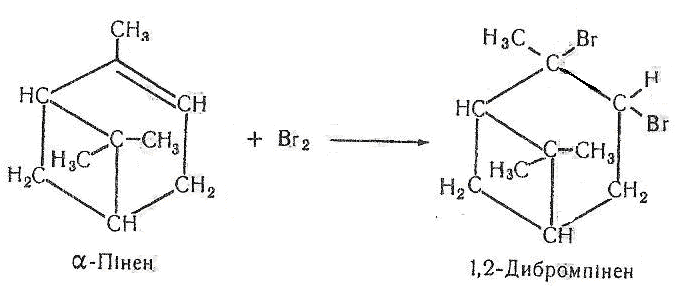 CH₃
HC
CH
C—CH₃
H₃C
H₂C
CH₂
CH
α-Пінен
+ Br₂
H₃C
Br
C
H
HC
C
Br
C—CH₃
H₃C
H₂C
CH₂
CH
1,2-Дибромпінен